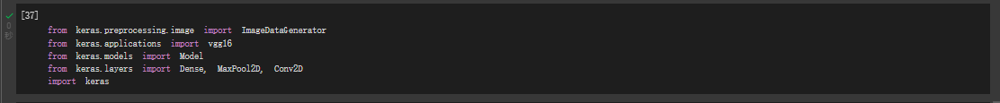 [37]
from keras.preprocessing.image import ImageDataGenerator
0
from keras.applications import vgg16
秒
from keras.models import Model
from keras.layers import Dense, MaxPool2D, Conv2D
import keras